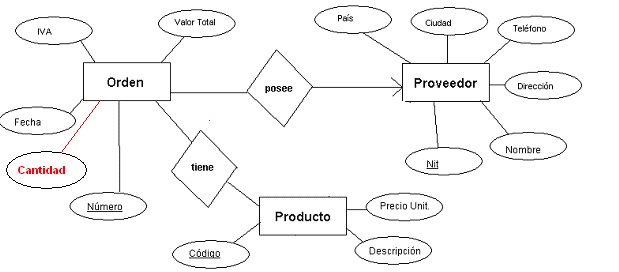 País
Ciudad
Valor Total
IVA
Teléfono
Orden
Proveedor
posee
Dirección
Fecha
Nombre
Cantidad
tiene
Nit
Número
Precio Unit.
Producto
Código
Descripción